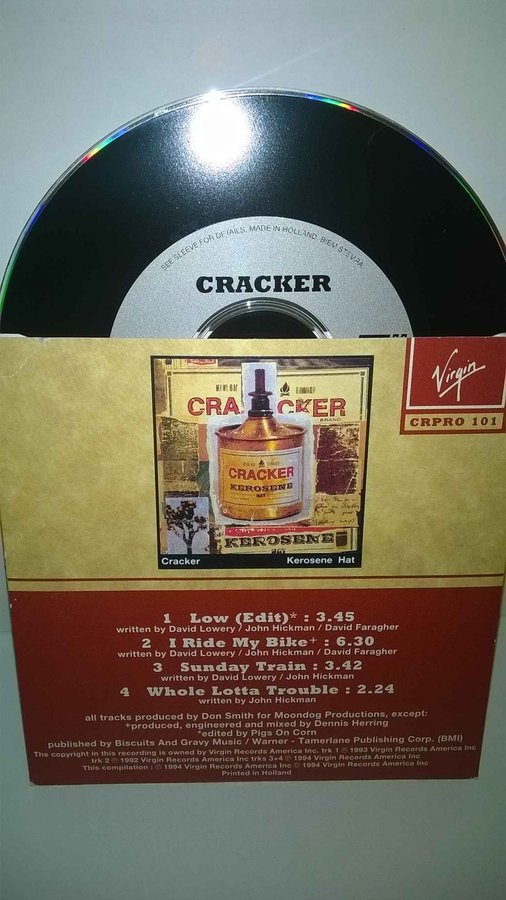 SEE SLEEVE FOR DETAILS. MADE IN HOLLAND. BIEM STEMRA
CRACKER
Virgin
CRPRO 101
CRACKER
BRAND
CRACKER
KEROSENE
HAT
KEROSENE
HAT
Cracker Kerosene Hat
1 Low (Edit)* : 3.45
written by David Lowery / John Hickman / David Faragher
2 I Ride My Bike+ : 6.30
written by David Lowery / John Hickman / David Faragher
3 Sunday Train : 3.42
written by David Lowery / John Hickman
4 Whole Lotta Trouble : 2.24
written by John Hickman
all tracks produced by Don Smith for Moondog Productions, except:
+produced, engineered and mixed by Dennis Herring
*edited by Pigs On Corn
published by Biscuits And Gravy Music / Warner - Tamerlane Publishing Corp. (BMI)
The copyright in this recording is owned by Virgin Records America Inc. trk 1 ℗ 1993 Virgin Records America Inc
trk 2 ℗ 1992 Virgin Records America Inc trks 3+4 ℗ 1994 Virgin Records America Inc
This compilation : ℗ 1994 Virgin Records America Inc © 1994 Virgin Records America Inc
Printed in Holland